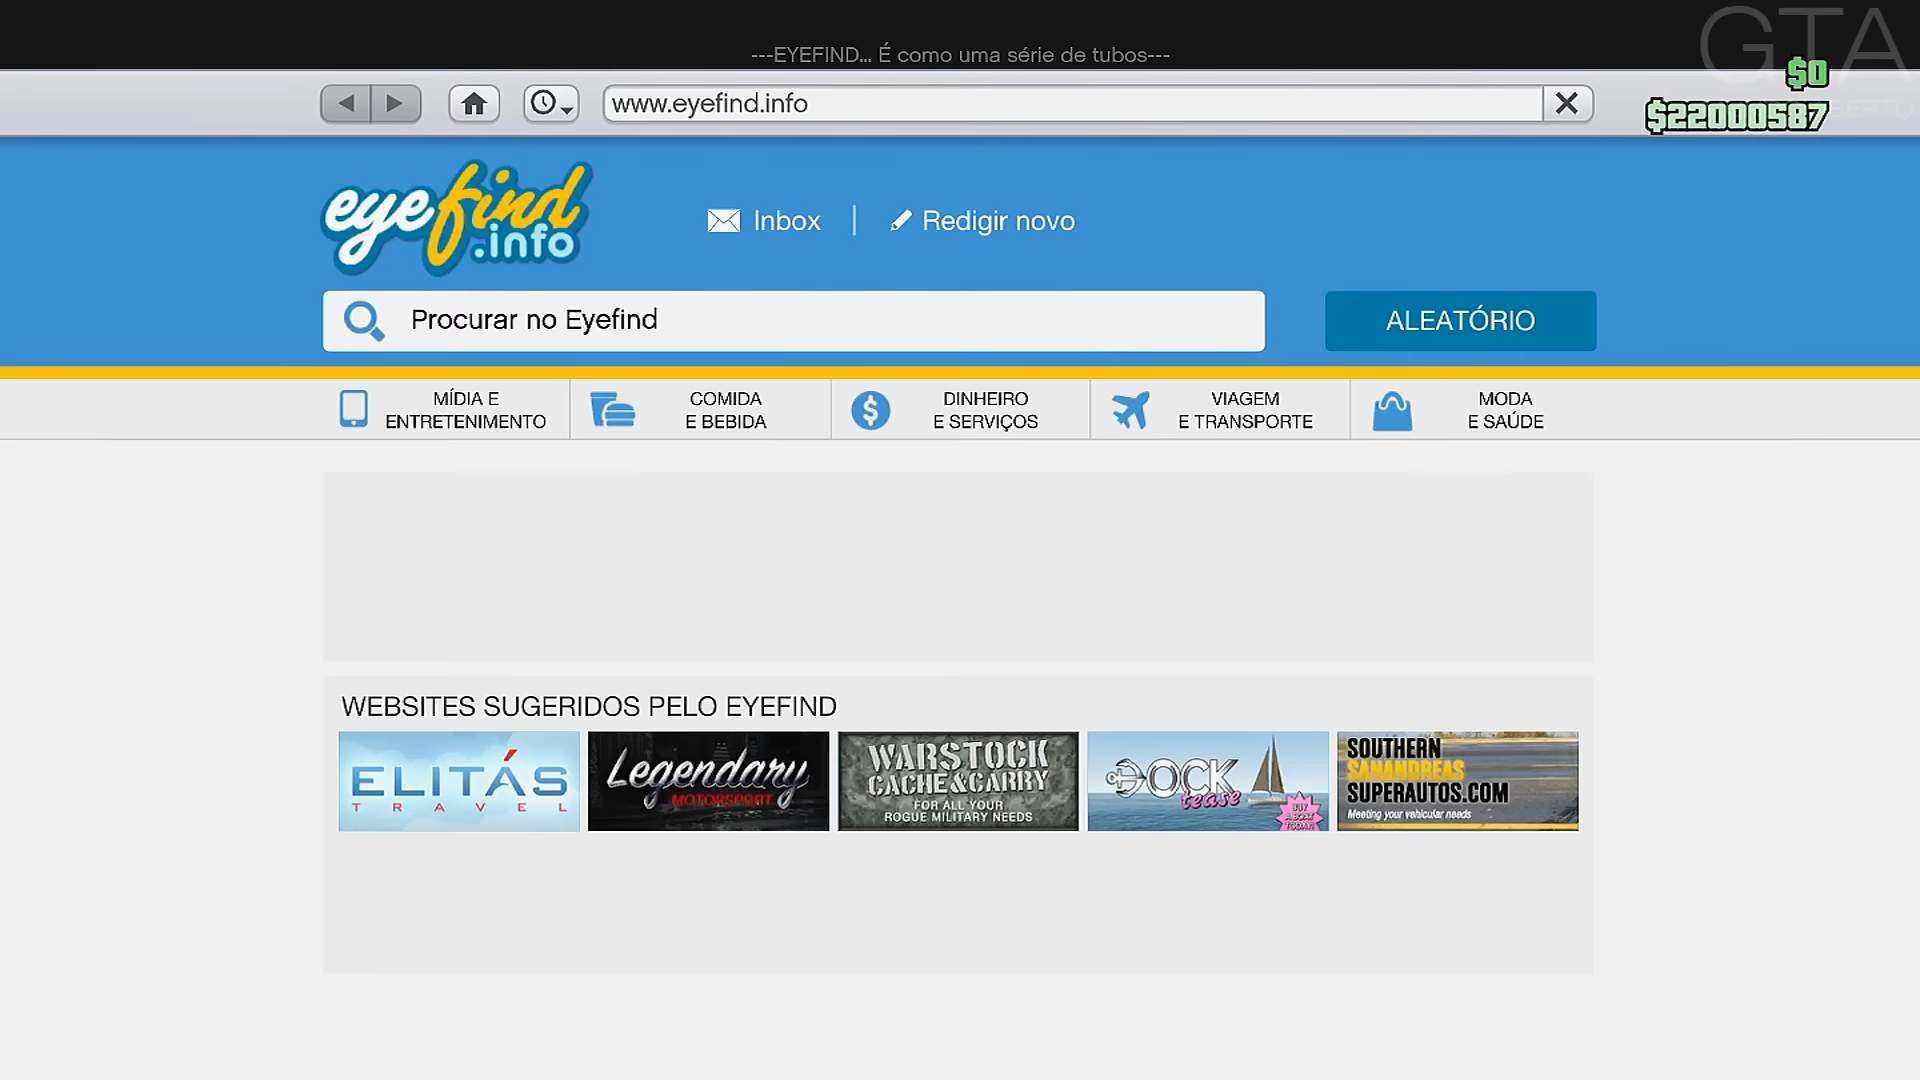 ---EYEFIND... É como uma série de tubos---
GTA
$0
www.eyefind.info
$22000587
eyefind
.info
Inbox
Redigir novo
Procurar no Eyefind
ALEATÓRIO
MÍDIA E
ENTRETENIMENTO
COMIDA
E BEBIDA
DINHEIRO
E SERVIÇOS
VIAGEM
E TRANSPORTE
MODA
E SAÚDE
WEBSITES SUGERIDOS PELO EYEFIND
ELITÁS
TRAVEL
Legendary
MOTORSPORT
WARSTOCK
CACHE&CARRY
FOR ALL YOUR
ROGUE MILITARY NEEDS
DOCK
tease
BUY
A BOAT
TODAY!
SOUTHERN
SANANDREAS
SUPERAUTOS.COM
Meeting your vehicular needs